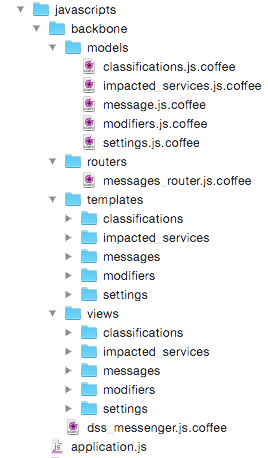 javascripts
backbone
models
classifications.js.coffee
impacted_services.js.coffee
message.js.coffee
modifiers.js.coffee
settings.js.coffee
routers
messages_router.js.coffee
templates
classifications
impacted_services
messages
modifiers
settings
views
classifications
impacted_services
messages
modifiers
settings
dss_messenger.js.coffee
application.js